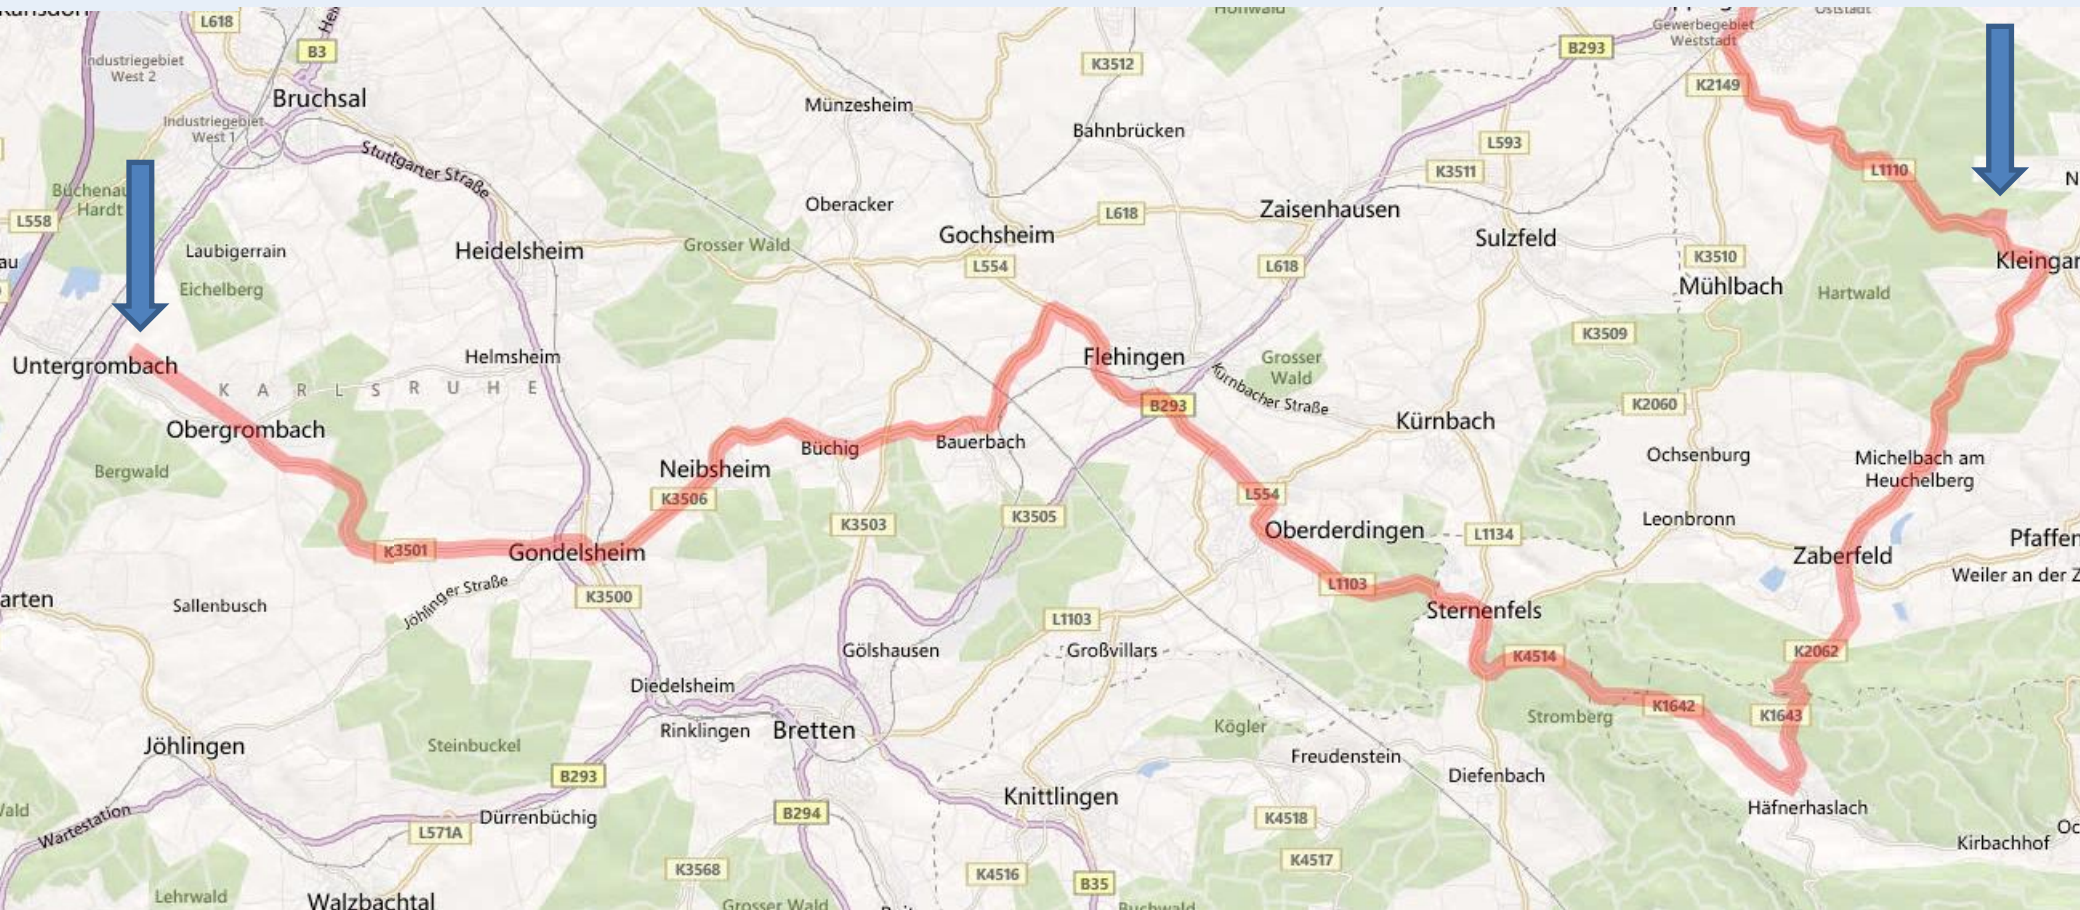 L618
B3
Industriegebiet
West 2
Bruchsal
Industriegebiet
West 1
Stuttgarter Straße
Münzesheim
K3512
Bahnbrücken
B293
Gewerbegebiet
Weststadt
Oststadt
K2149
L593
K3511
L1110
Büchenau
Hardt
L558
Laubigerrain
Eichelberg
Heidelsheim
Oberacker
Grosser Wald
Gochsheim
L554
L618
Zaisenhausen
L618
Sulzfeld
K3510
Mühlbach
Hartwald
Kleingar
K3509
Untergrombach
Helmsheim
KARLSRUHE
Flehingen
Grosser
Wald
B293
Kürnbacher Straße
K2060
Kürnbach
Obergrombach
Bergwald
Neibsheim
K3506
Büchig
Bauerbach
Ochsenburg
Michelbach am
Heuchelberg
L554
K3503
K3505
Oberderdingen
L1134
Leonbronn
Pfaffen
K3501
Gondelsheim
Zaberfeld
Weiler an der Z
Jöhlinger Straße
K3500
L1103
arten
Sallenbusch
L1103
Sternenfels
Gölshausen
Großvillars
K4514
K2062
Diedelsheim
Rinklingen
Bretten
Kögler
Stromberg
K1642
K1643
Jöhlingen
Steinbuckel
Freudenstein
B293
Diefenbach
Knittlingen
Häfnerhaslach
Wartestation
Dürrenbüchig
L571A
B294
K4518
Kirbachhof
K3568
K4516
B35
K4517
Lehrwald
Walzbachtal
Grosser Wald
Buchwald